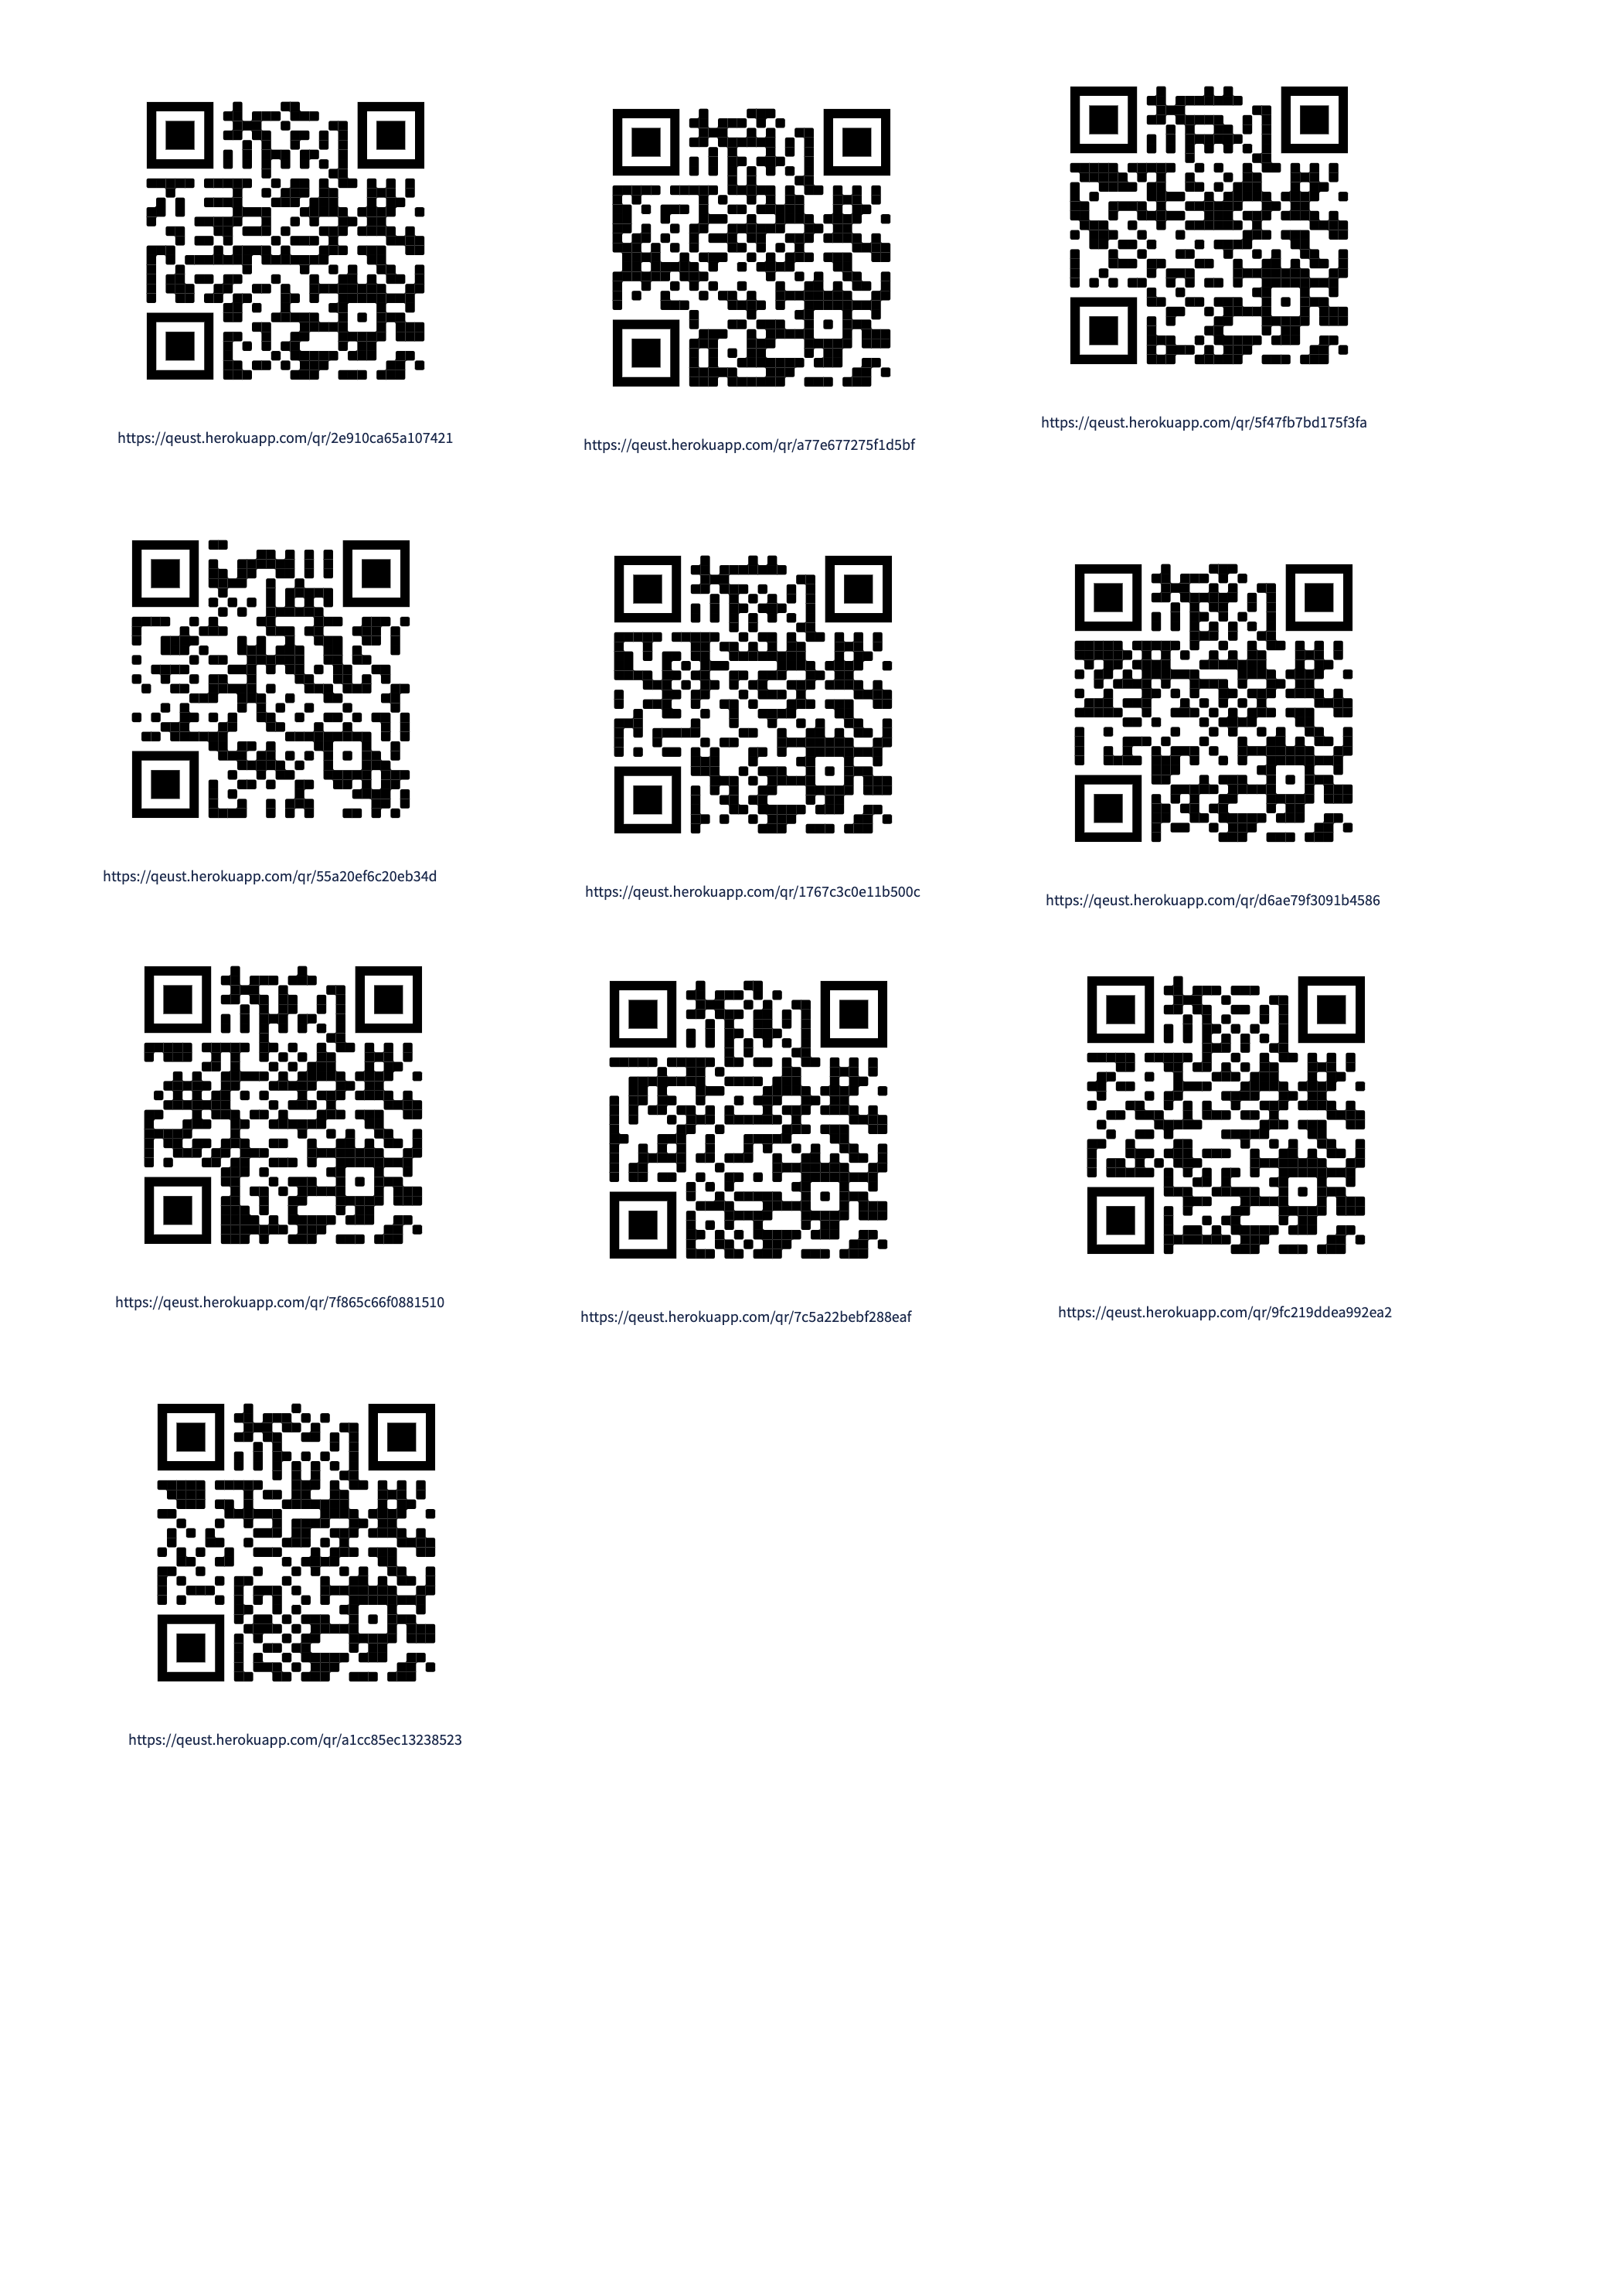 https://qeust.herokuapp.com/qr/2e910ca65a107421
https://qeust.herokuapp.com/qr/a77e677275f1d5bf
https://qeust.herokuapp.com/qr/5f47fb7bd175f3fa
https://qeust.herokuapp.com/qr/55a20ef6c20eb34d
https://qeust.herokuapp.com/qr/1767c3c0e11b500c
https://qeust.herokuapp.com/qr/d6ae79f3091b4586
https://qeust.herokuapp.com/qr/7f865c66f0881510
https://qeust.herokuapp.com/qr/7c5a22bebf288eaf
https://qeust.herokuapp.com/qr/9fc219ddea992ea2
https://qeust.herokuapp.com/qr/a1cc85ec13238523